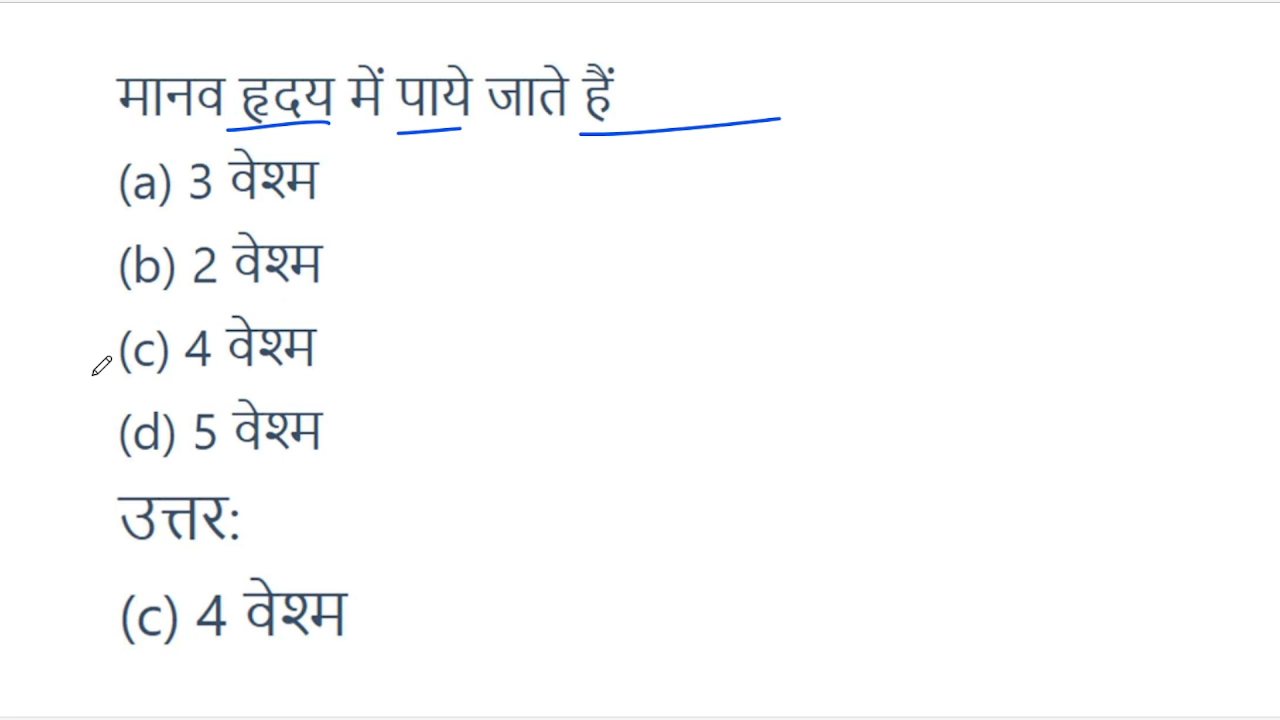 मानव हृदय में पाये जाते हैं
(a) 3 वेश्म
(b) 2 वेश्म
(c) 4 वेश्म
(d) 5 वेश्म
उत्तर:
(c) 4 वेश्म